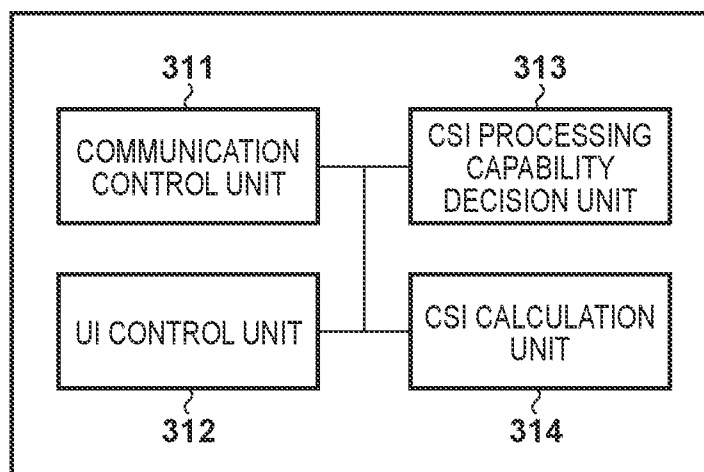 311
COMMUNICATION
CONTROL UNIT
313
CSI PROCESSING
CAPABILITY
DECISION UNIT
UI CONTROL UNIT
312
CSI CALCULATION
UNIT
314